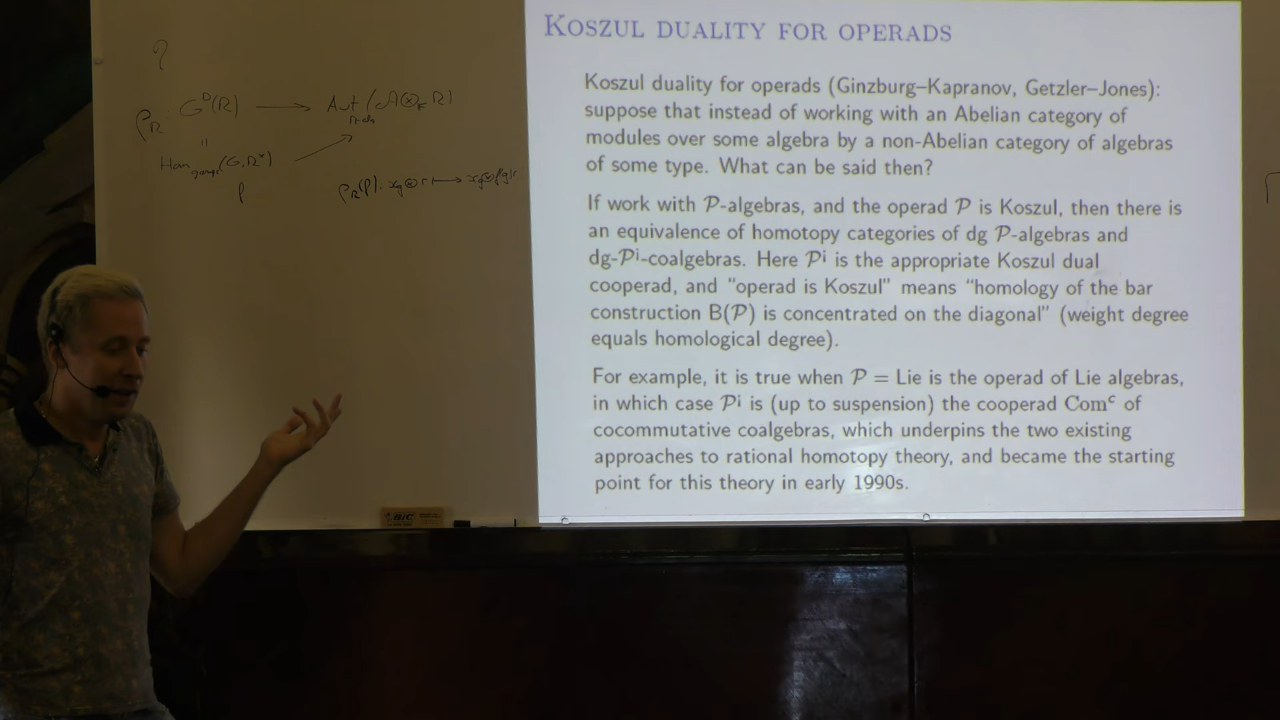 KOSZUL DUALITY FOR OPERADS
Koszul duality for operads (Ginzburg–Kapranov, Getzler–Jones):
suppose that instead of working with an Abelian category of
modules over some algebra by a non-Abelian category of algebras
of some type. What can be said then?
If work with 𝒫-algebras, and the operad 𝒫 is Koszul, then there is
an equivalence of homotopy categories of dg 𝒫-algebras and
dg-𝒫¡-coalgebras. Here 𝒫¡ is the appropriate Koszul dual
cooperad, and "operad is Koszul" means "homology of the bar
construction B(𝒫) is concentrated on the diagonal" (weight degree
equals homological degree).
For example, it is true when 𝒫 = Lie is the operad of Lie algebras,
in which case 𝒫¡ is (up to suspension) the cooperad Comᶜ of
cocommutative coalgebras, which underpins the two existing
approaches to rational homotopy theory, and became the starting
point for this theory in early 1990s.
ρ_R G^D(R) ⟶ Aut (A⊗_F R)
Hom (G, R^×)
ρ
ρ_R(ρ): x_g⊗r ⟼ x_g⊗ρ(g)r
BiC